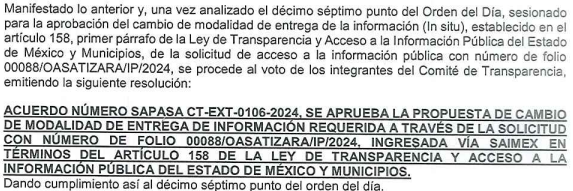 Manifestado lo anterior y, una vez analizado el décimo séptimo punto del Orden del Día, sesionado
para la aprobación del cambio de modalidad de entrega de la información (In situ), establecido en el
artículo 158, primer párrafo de la Ley de Transparencia y Acceso a la Información Pública del Estado
de México y Municipios, de la solicitud de acceso a la información pública con número de folio
00088/OASATIZARA/IP/2024, se procede al voto de los integrantes del Comité de Transparencia,
emitiendo la siguiente resolución:
ACUERDO NÚMERO SAPASA CT-EXT-0106-2024, SE APRUEBA LA PROPUESTA DE CAMBIO
DE MODALIDAD DE ENTREGA DE INFORMACIÓN REQUERIDA A TRAVÉS DE LA SOLICITUD
CON NÚMERO DE FOLIO 00088/OASATIZARA/IP/2024, INGRESADA VÍA SAIMEX EN
TÉRMINOS DEL ARTÍCULO 158 DE LA LEY DE TRANSPARENCIA Y ACCESO A LA
INFORMACIÓN PÚBLICA DEL ESTADO DE MÉXICO Y MUNICIPIOS.
Dando cumplimiento así al décimo séptimo punto del orden del día.